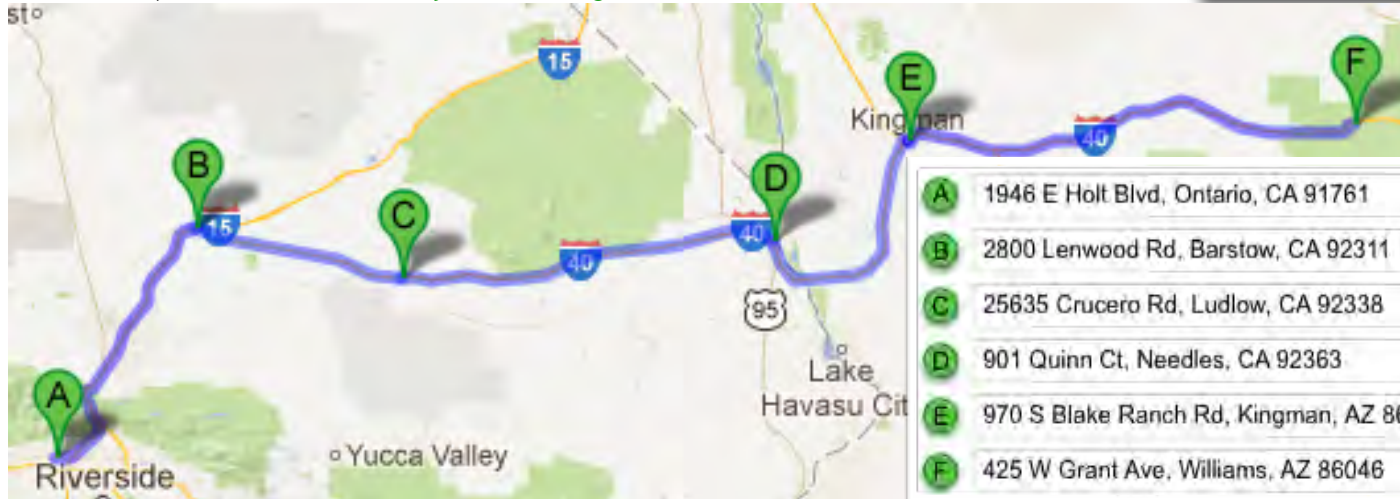 st
15
F
E
Kingman
40
B
A 1946 E Holt Blvd, Ontario, CA 91761
D
C
15
B 2800 Lenwood Rd, Barstow, CA 92311
40
40
C 25635 Crucero Rd, Ludlow, CA 92338
95
D 901 Quinn Ct, Needles, CA 92363
A
Lake
Havasu Cit
E 970 S Blake Ranch Rd, Kingman, AZ 86
Yucca Valley
F 425 W Grant Ave, Williams, AZ 86046
Riverside